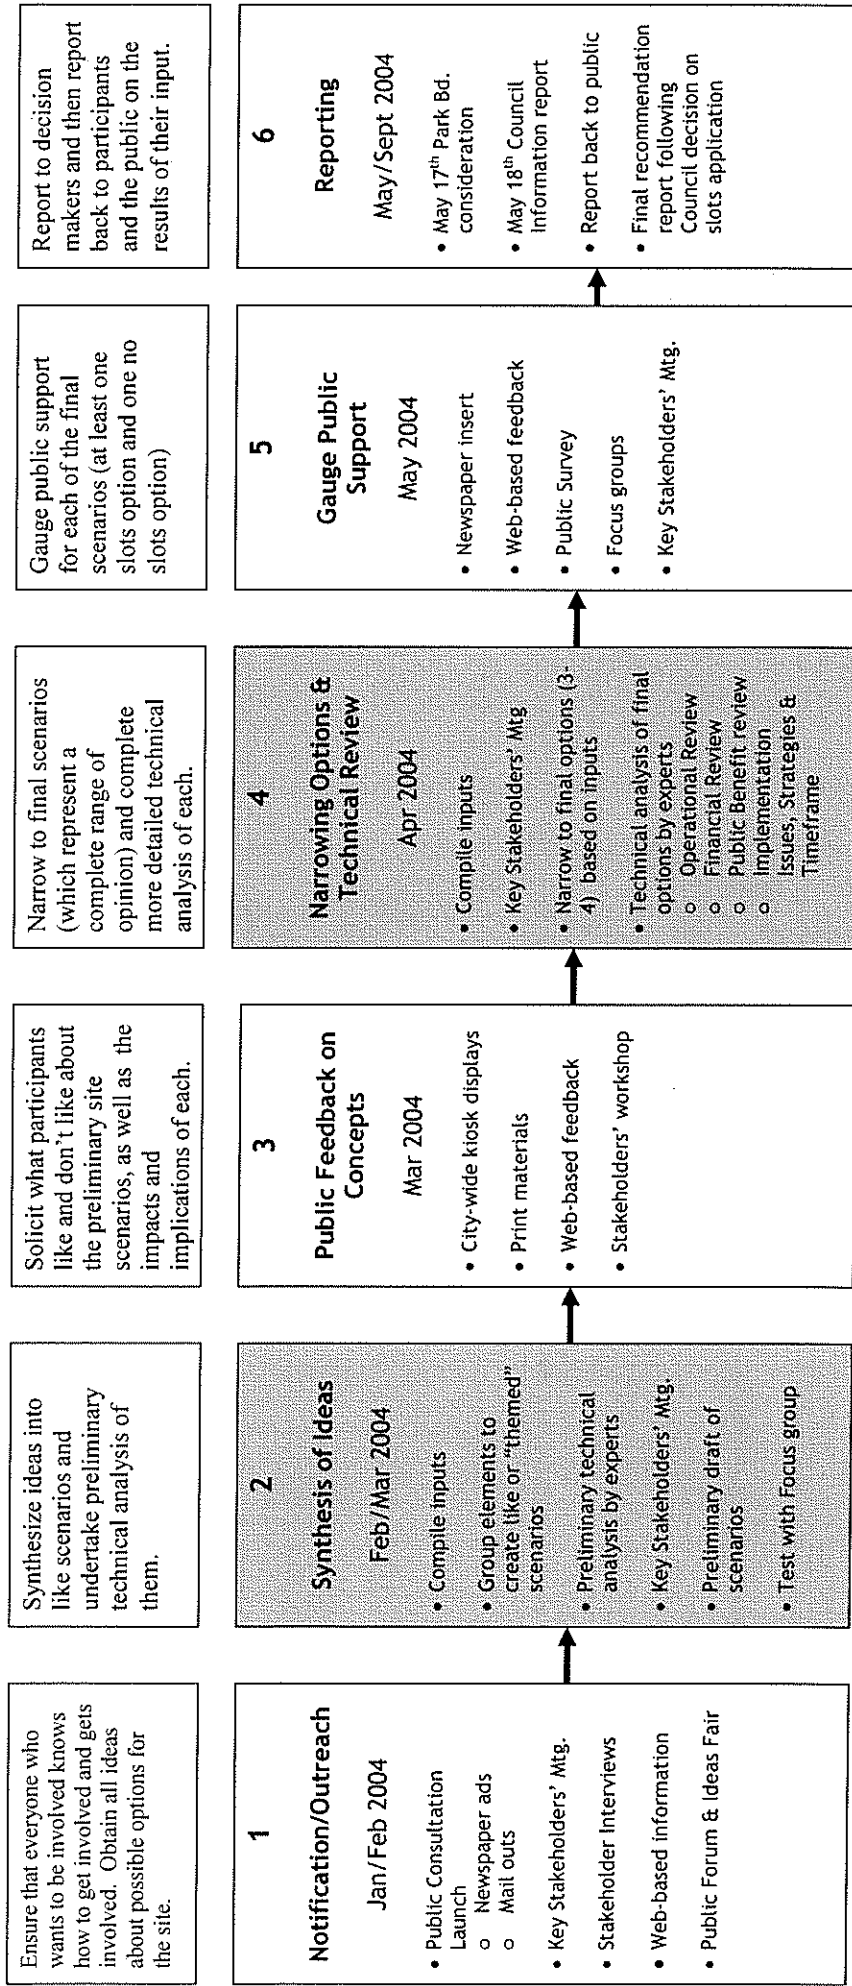 Ensure that everyone who
wants to be involved knows
how to get involved and gets
involved. Obtain all ideas
about possible options for
the site.
1
Notification/Outreach
Jan/Feb 2004
• Public Consultation
Launch
o Newspaper ads
o Mail outs
• Key Stakeholders' Mtg.
• Stakeholder Interviews
• Web-based information
• Public Forum & Ideas Fair
Synthesize ideas into
like scenarios and
undertake preliminary
technical analysis of
them.
2
Synthesis of Ideas
Feb/Mar 2004
• Compile inputs
• Group elements to
create like or "themed"
scenarios
• Preliminary technical
analysis by experts
• Key Stakeholders' Mtg.
• Preliminary draft of
scenarios
• Test with Focus group
Solicit what participants
like and don't like about
the preliminary site
scenarios, as well as the
impacts and
implications of each.
3
Public Feedback on
Concepts
Mar 2004
• City-wide kiosk displays
• Print materials
• Web-based feedback
• Stakeholders' workshop
Narrow to final scenarios
(which represent a
complete range of
opinion) and complete
more detailed technical
analysis of each.
4
Narrowing Options &
Technical Review
Apr 2004
• Compile inputs
• Key Stakeholders' Mtg
• Narrow to final options (3-
4) based on inputs
• Technical analysis of final
options by experts
o Operational Review
o Financial Review
o Public Benefit review
o Implementation
Issues, Strategies &
Timeframe
Gauge public support
for each of the final
scenarios (at least one
slots option and one no
slots option)
5
Gauge Public
Support
May 2004
• Newspaper insert
• Web-based feedback
• Public Survey
• Focus groups
• Key Stakeholders' Mtg.
Report to decision
makers and then report
back to participants
and the public on the
results of their input.
6
Reporting
May/Sept 2004
• May 17th Park Bd.
consideration
• May 18th Council
Information report
• Report back to public
• Final recommendation
report following
Council decision on
slots application